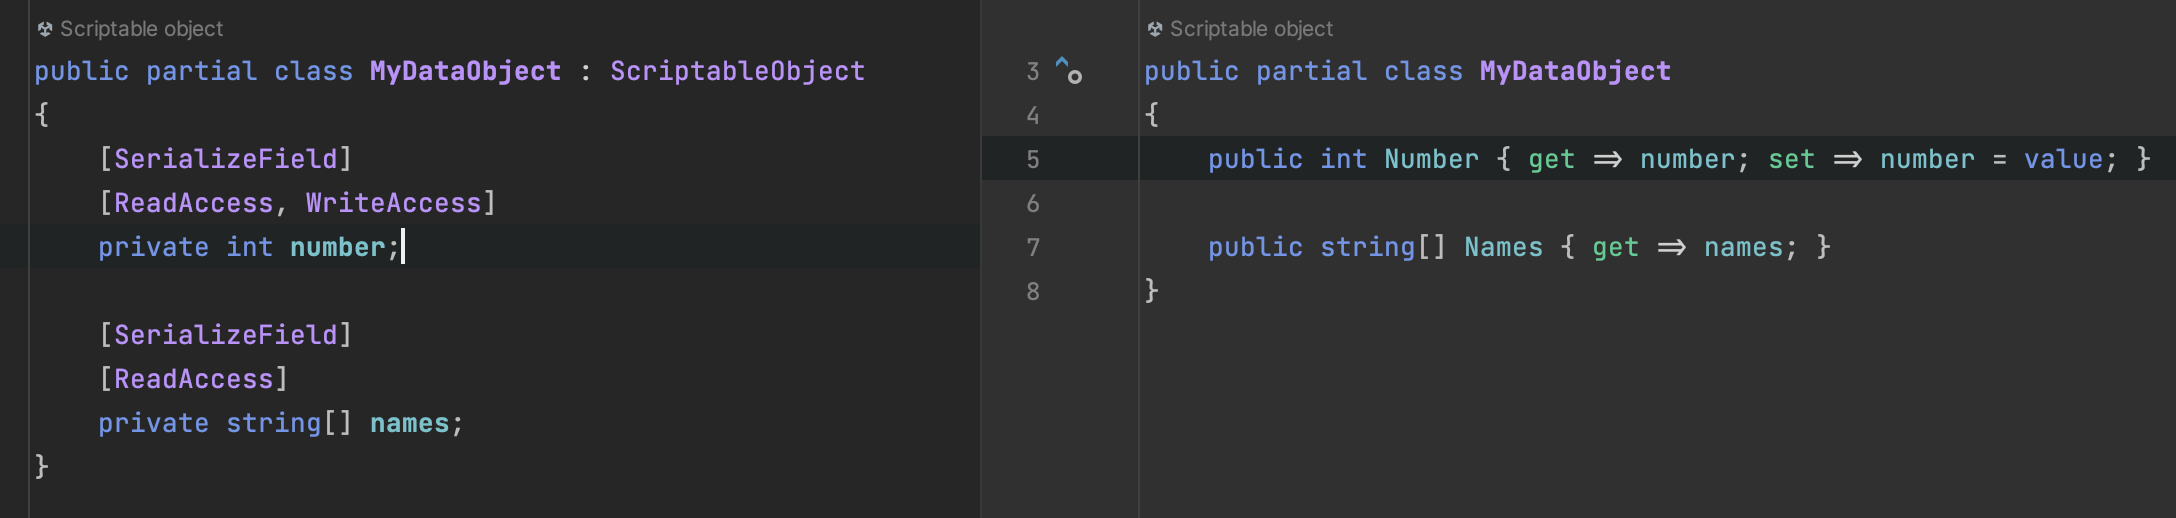 Scriptable object
public partial class MyDataObject : ScriptableObject
{
    [SerializeField]
    [ReadAccess, WriteAccess]
    private int number;

    [SerializeField]
    [ReadAccess]
    private string[] names;
}
Scriptable object
3 public partial class MyDataObject
4 {
5     public int Number { get => number; set => number = value; }
6
7     public string[] Names { get => names; }
8 }